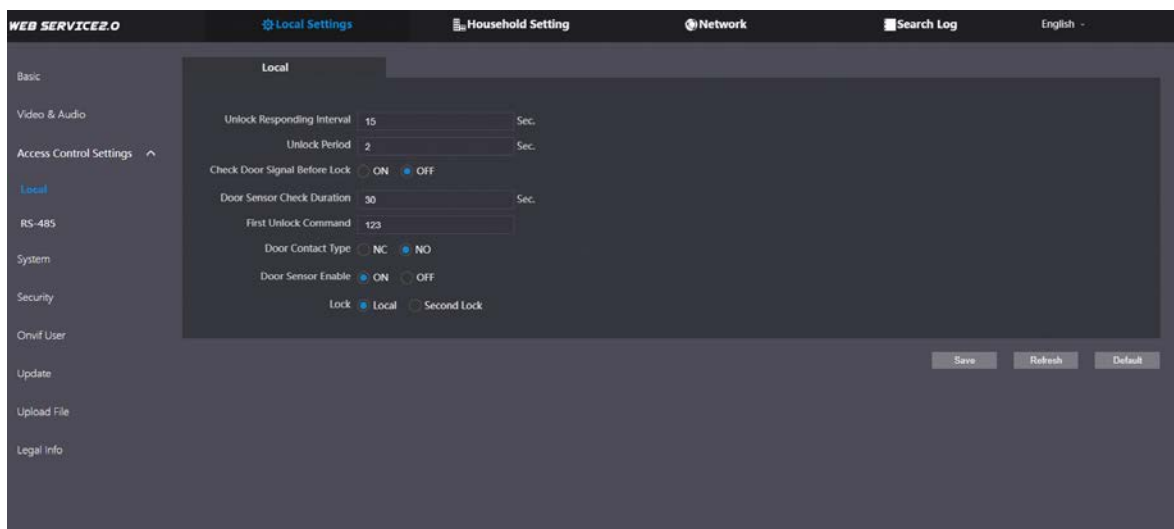 WEB SERVICE2.0 Local Settings Household Setting Network Search Log English -
Basic
Video & Audio
Access Control Settings
Local
RS-485
System
Security
Onvif User
Update
Upload File
Legal Info
Local
Unlock Responding Interval 15 Sec.
Unlock Period 2 Sec.
Check Door Signal Before Lock ON OFF
Door Sensor Check Duration 30 Sec.
First Unlock Command 123
Door Contact Type NC NO
Door Sensor Enable ON OFF
Lock Local Second Lock
Save Refresh Default